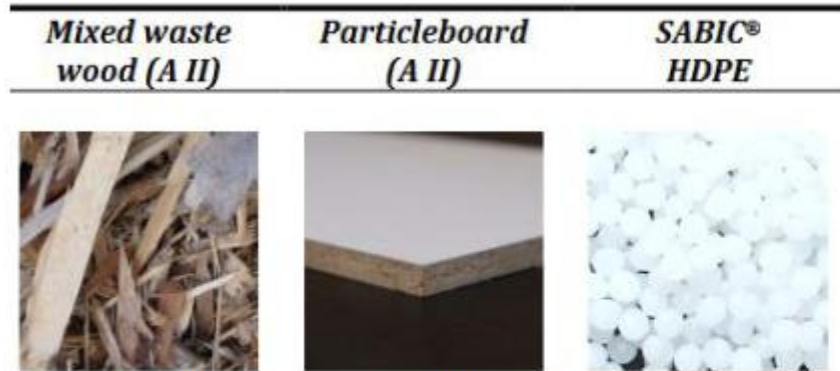 Mixed waste wood (A II)
Particleboard (A II)
SABIC® HDPE